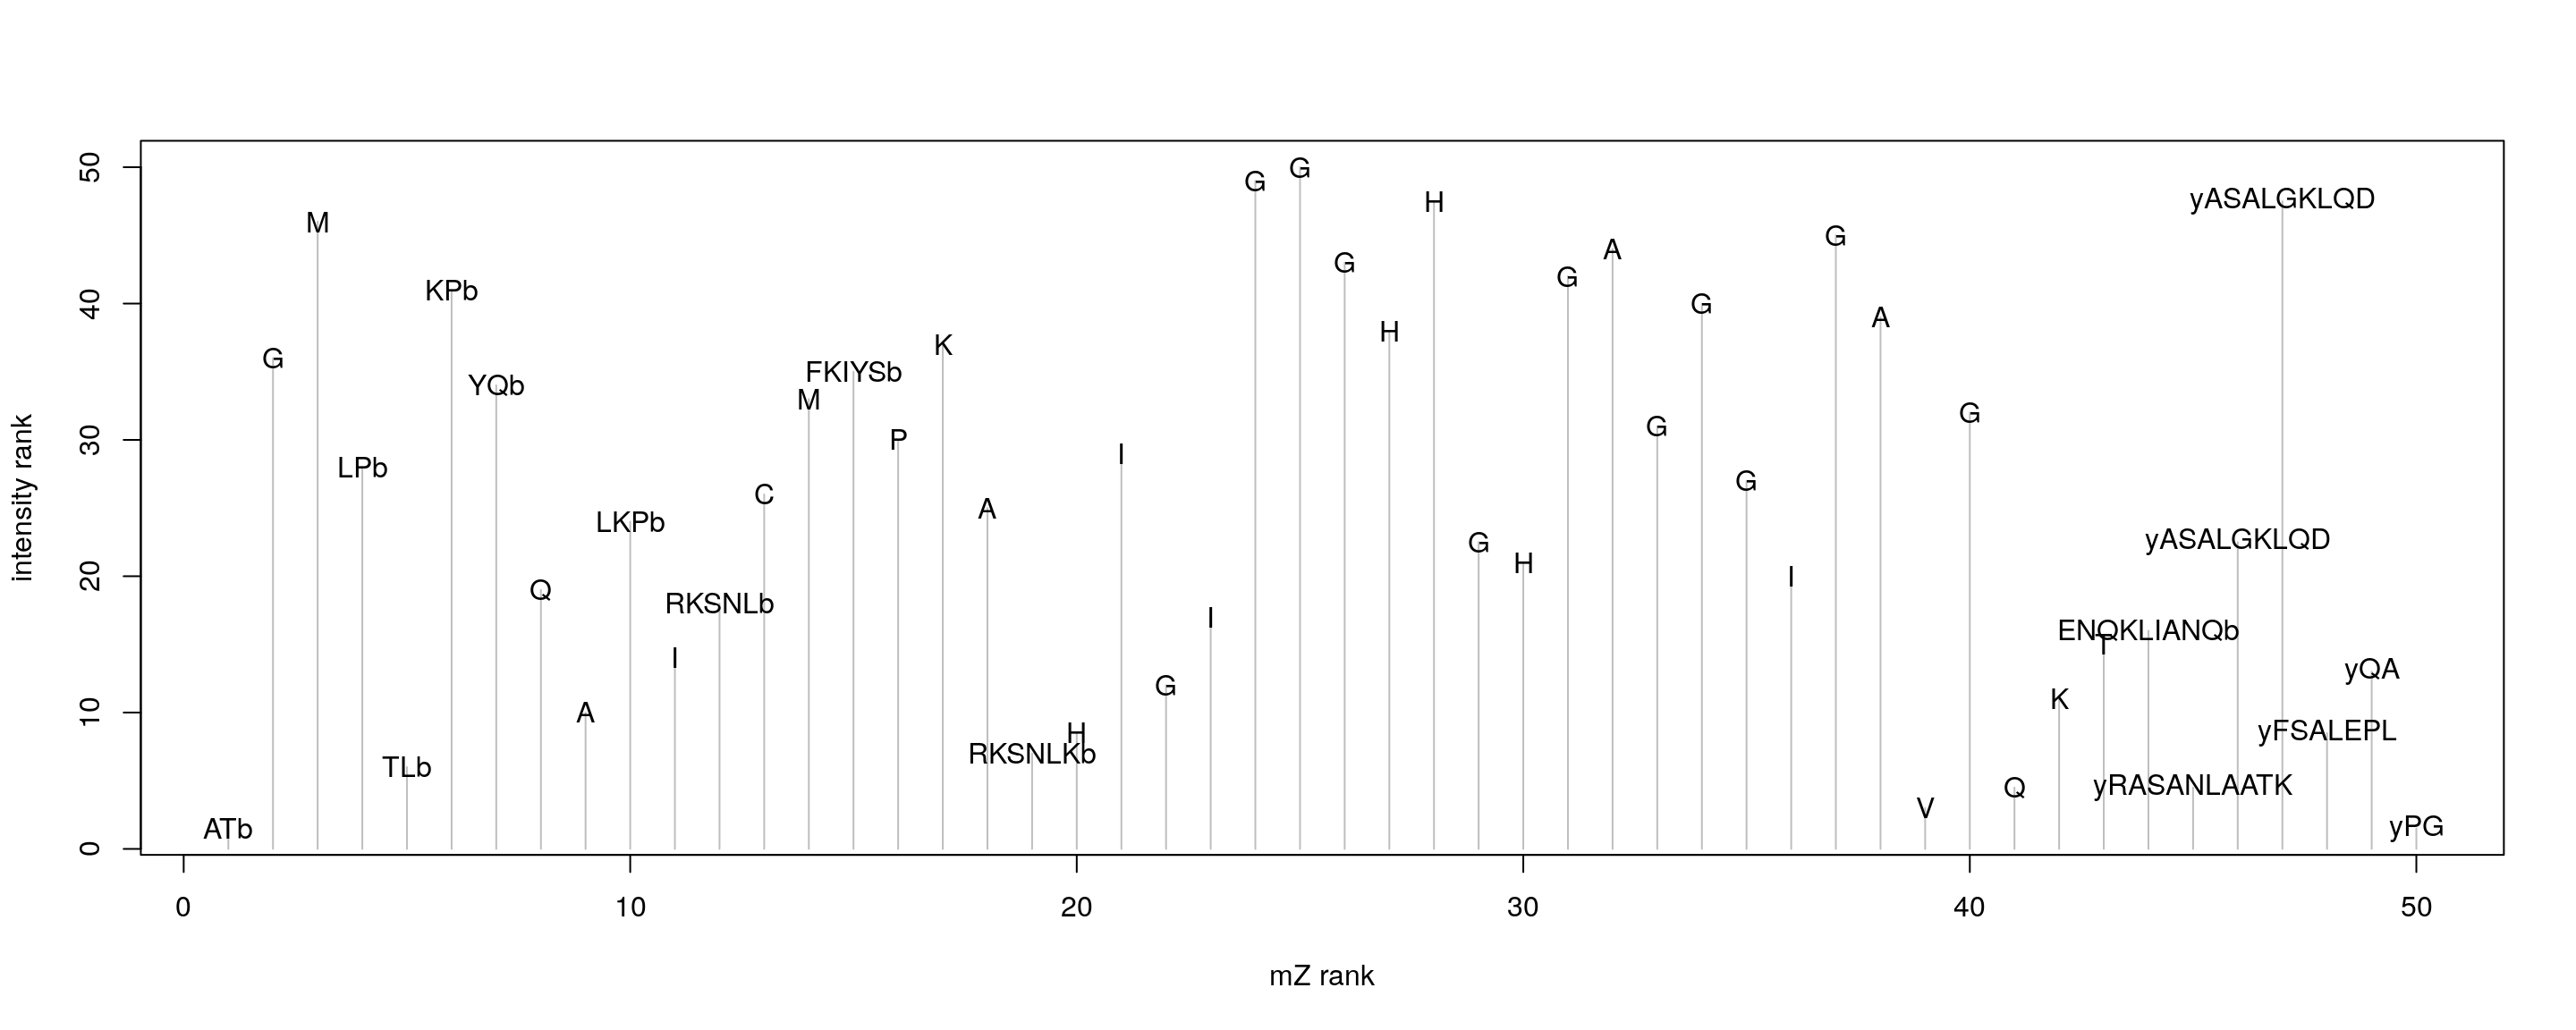 intensity rank
50
40
30
20
10
0
ATb
G
M
LPb
TLb
KPb
YQb
Q
A
LKPb
I
RKSNLb
C
M
FKIYSb
P
K
A
RKSNLKb
H
I
G
I
G
G
G
H
H
G
H
G
A
G
G
G
I
G
A
V
G
Q
K
T
ENQKLIANQb
yRASANLAATK
yASALGKLQD
yASALGKLQD
yFSALEPL
yQA
yPG
0
10
20
30
40
50
mZ rank